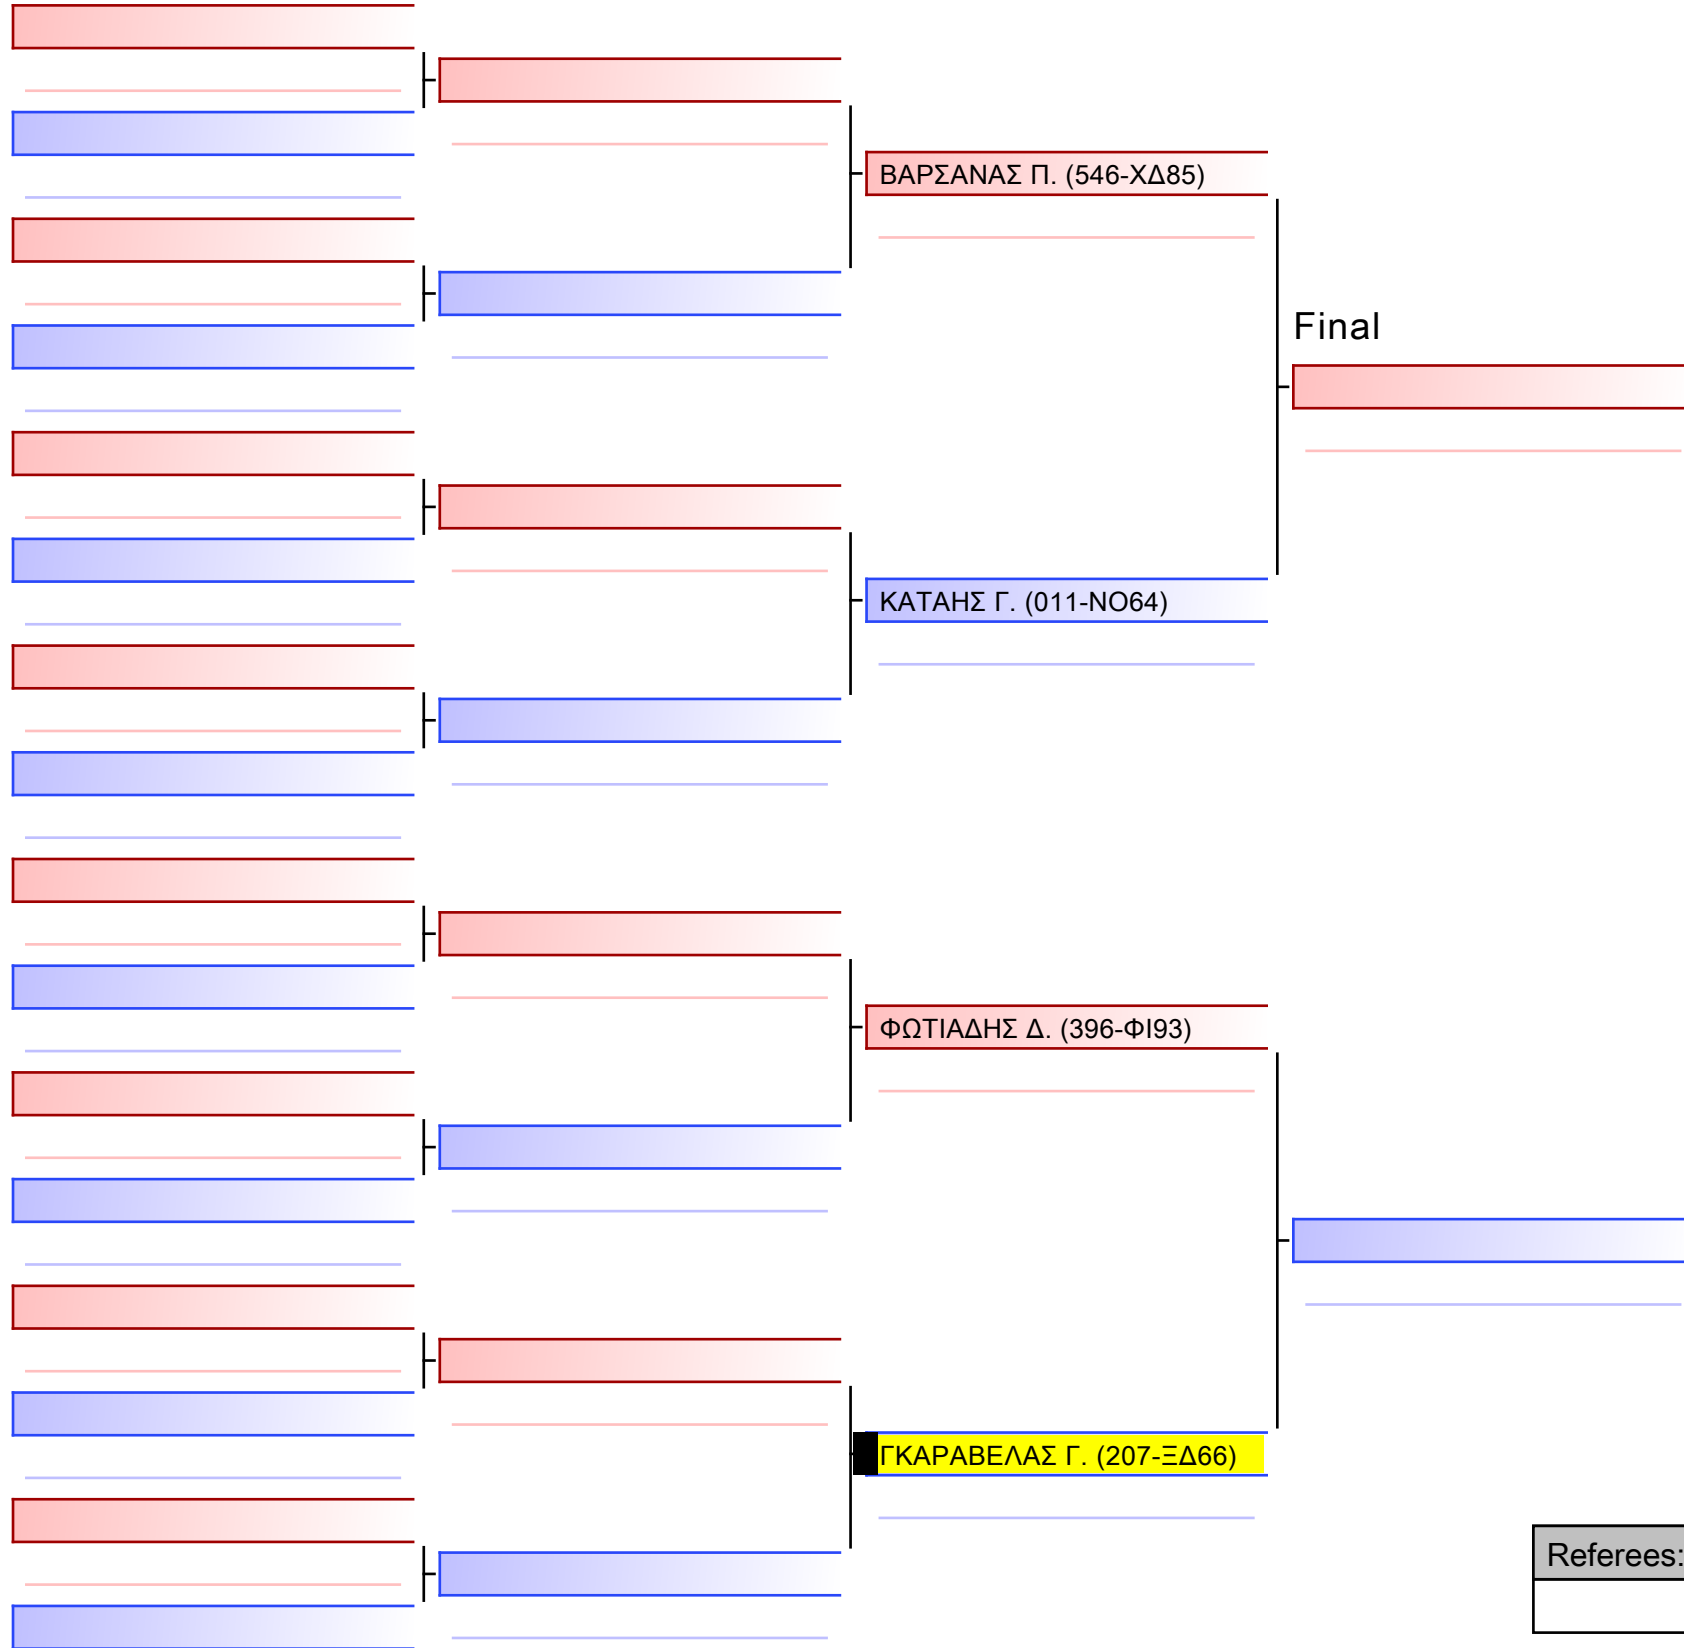 ΒΑΡΣΑΝΑΣ Π. (546-ΧΔ85)
Final
ΚΑΤΑΗΣ Γ. (011-ΝΟ64)
ΦΩΤΙΑΔΗΣ Δ. (396-ΦΙ93)
ΓΚΑΡΑΒΕΛΑΣ Γ. (207-ΞΔ66)
Referees: